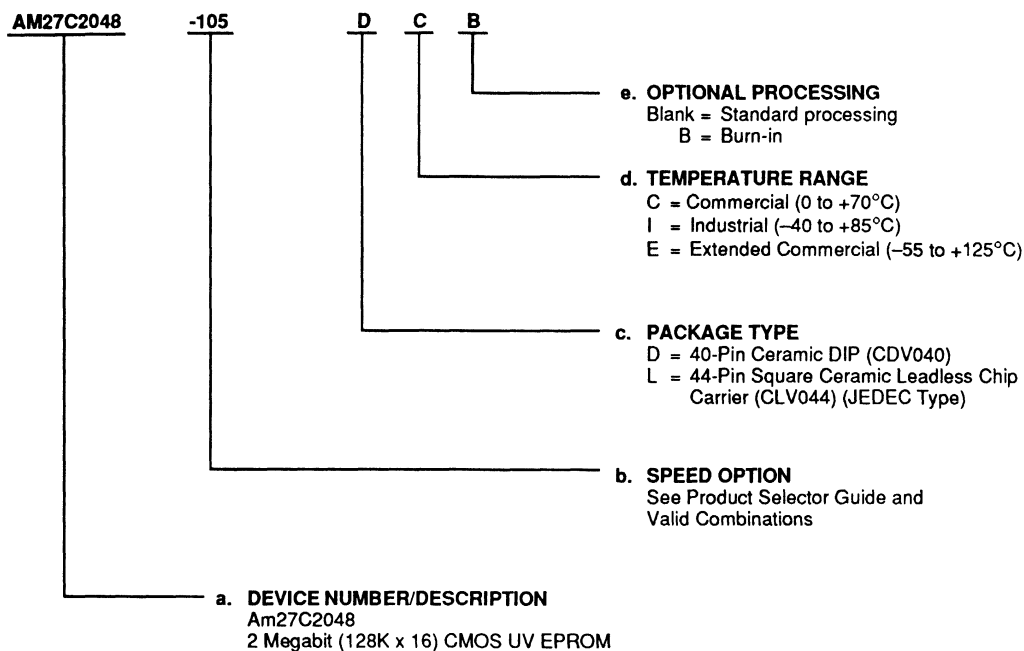 AM27C2048 -105 D C B
e. OPTIONAL PROCESSING
Blank = Standard processing
B = Burn-in
d. TEMPERATURE RANGE
C = Commercial (0 to +70°C)
I = Industrial (–40 to +85°C)
E = Extended Commercial (–55 to +125°C)
c. PACKAGE TYPE
D = 40-Pin Ceramic DIP (CDV040)
L = 44-Pin Square Ceramic Leadless Chip
Carrier (CLV044) (JEDEC Type)
b. SPEED OPTION
See Product Selector Guide and
Valid Combinations
a. DEVICE NUMBER/DESCRIPTION
Am27C2048
2 Megabit (128K x 16) CMOS UV EPROM